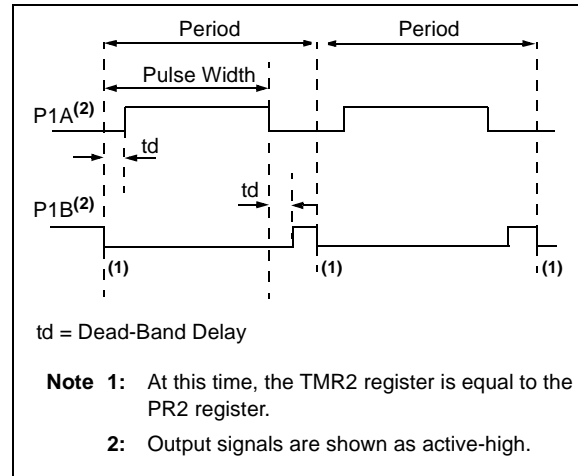 Period
Period
Pulse Width
P1A(2)
td
td
P1B(2)
(1)
(1)
(1)
td = Dead-Band Delay
Note 1: At this time, the TMR2 register is equal to the
PR2 register.
2: Output signals are shown as active-high.